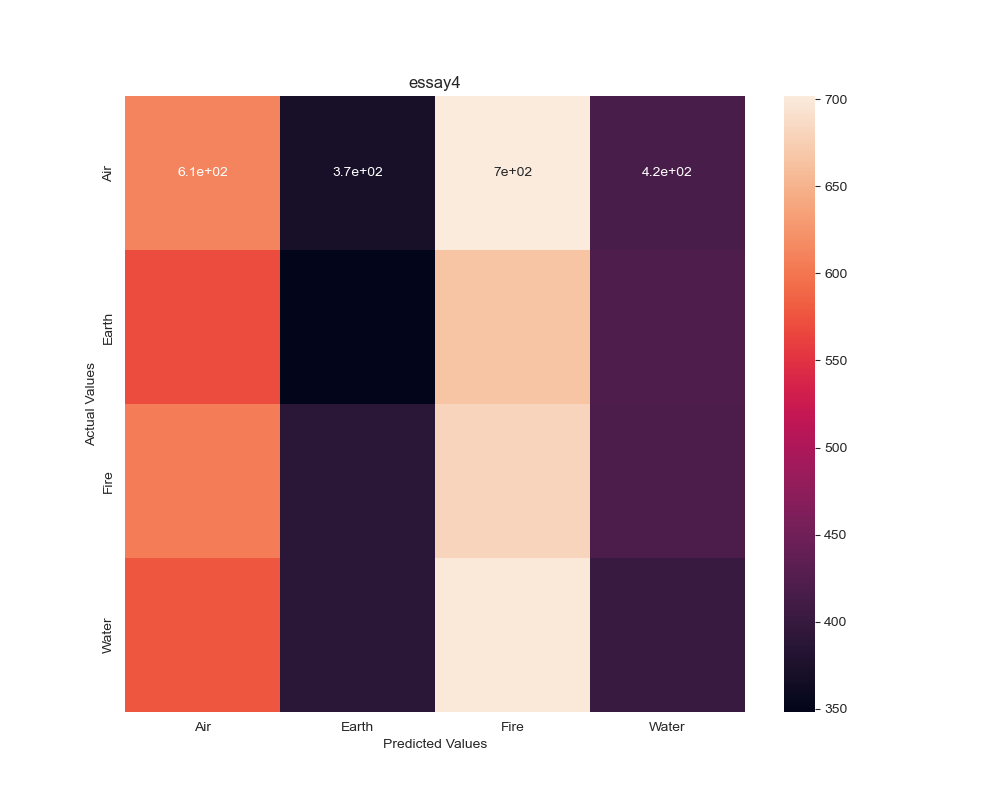 essay4
Air
6.1e+02
3.7e+02
7e+02
4.2e+02
Earth
Fire
Water
Actual Values
Air
Earth
Fire
Water
Predicted Values
700
650
600
550
500
450
400
350